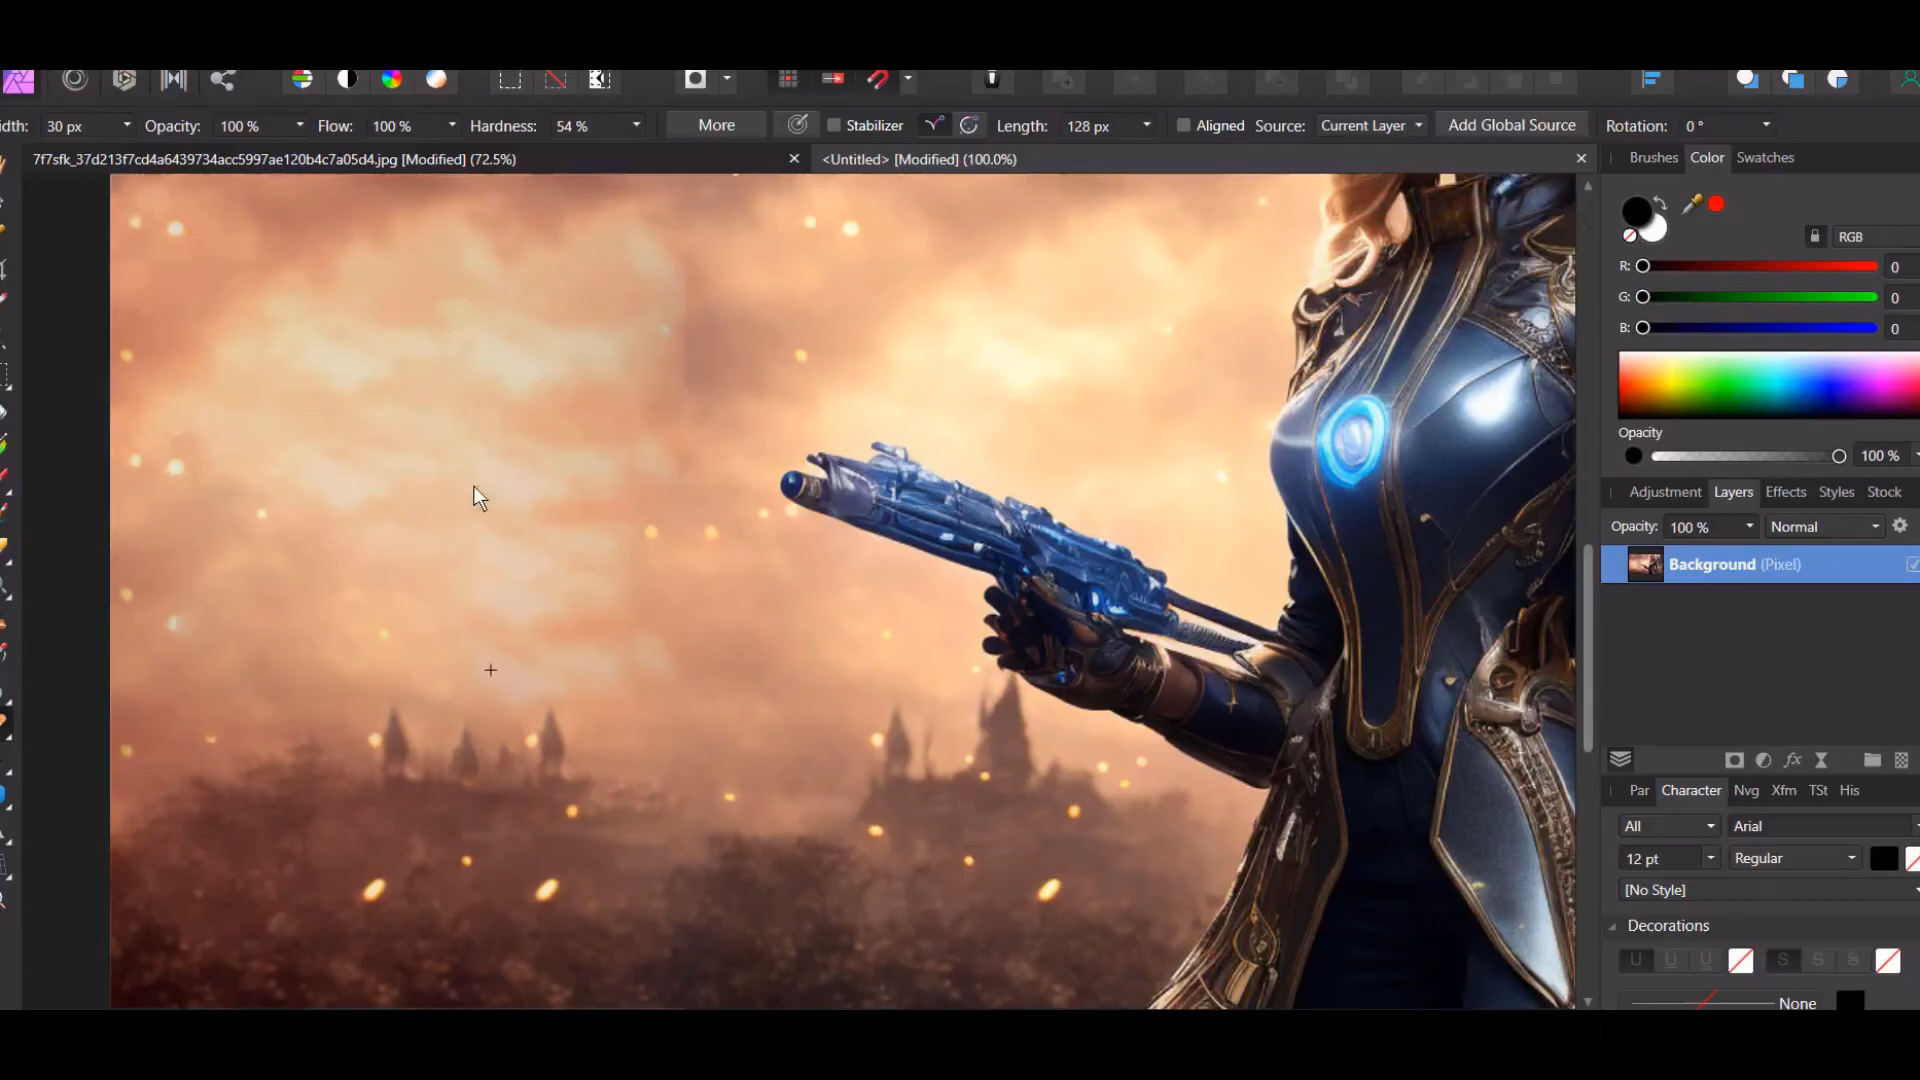 idth: 30 px Opacity: 100 % Flow: 100 % Hardness: 54 % More Stabilizer Length: 128 px Aligned Source: Current Layer Add Global Source Rotation: 0 °
7f7sfk_37d213f7cd4a6439734acc5997ae120b4c7a05d4.jpg [Modified] (72.5%)
<Untitled> [Modified] (100.0%)
Brushes Color Swatches
RGB
R: 0
G: 0
B: 0
Opacity
100 %
Adjustment Layers Effects Styles Stock
Opacity: 100 % Normal
Background (Pixel)
fx
Par Character Nvg Xfm TSt His
All Arial
12 pt Regular
[No Style]
Decorations
U U U S S S
None